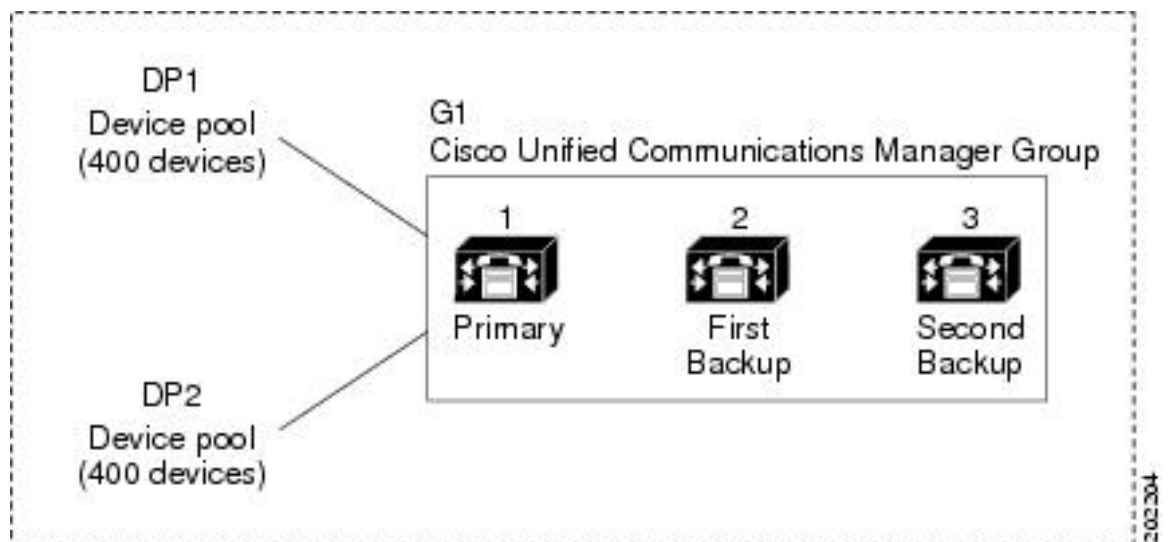 DP1
Device pool
(400 devices)
G1
Cisco Unified Communications Manager Group
1
Primary
2
First
Backup
3
Second
Backup
DP2
Device pool
(400 devices)
202304